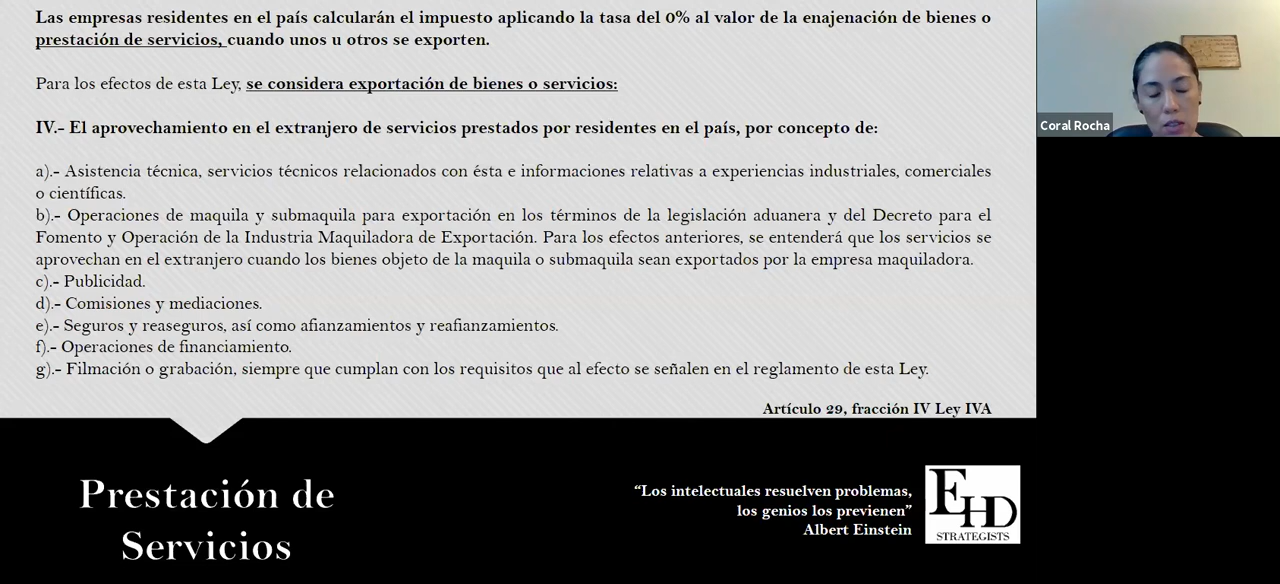 Las empresas residentes en el país calcularán el impuesto aplicando la tasa del 0% al valor de la enajenación de bienes o
prestación de servicios, cuando unos u otros se exporten.
Para los efectos de esta Ley, se considera exportación de bienes o servicios:
IV.- El aprovechamiento en el extranjero de servicios prestados por residentes en el país, por concepto de:
a).- Asistencia técnica, servicios técnicos relacionados con ésta e informaciones relativas a experiencias industriales, comerciales
o científicas.
b).- Operaciones de maquila y submaquila para exportación en los términos de la legislación aduanera y del Decreto para el
Fomento y Operación de la Industria Maquiladora de Exportación. Para los efectos anteriores, se entenderá que los servicios se
aprovechan en el extranjero cuando los bienes objeto de la maquila o submaquila sean exportados por la empresa maquiladora.
c).- Publicidad.
d).- Comisiones y mediaciones.
e).- Seguros y reaseguros, así como afianzamientos y reafianzamientos.
f).- Operaciones de financiamiento.
g).- Filmación o grabación, siempre que cumplan con los requisitos que al efecto se señalen en el reglamento de esta Ley.
Artículo 29, fracción IV Ley IVA
Prestación de
Servicios
“Los intelectuales resuelven problemas,
los genios los previenen”
Albert Einstein
EHD
STRATEGISTS
Coral Rocha